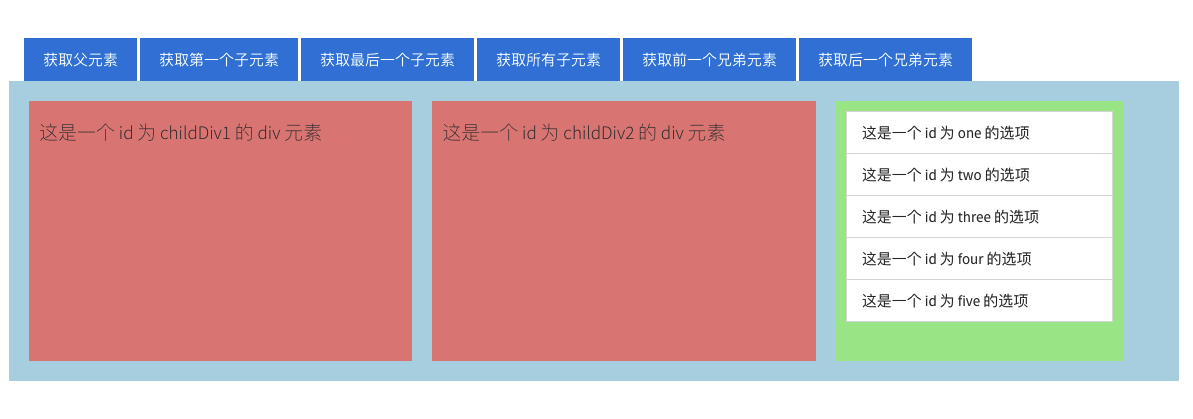 获取父元素
获取第一个子元素
获取最后一个子元素
获取所有子元素
获取前一个兄弟元素
获取后一个兄弟元素
这是一个 id 为 childDiv1 的 div 元素
这是一个 id 为 childDiv2 的 div 元素
这是一个 id 为 one 的选项
这是一个 id 为 two 的选项
这是一个 id 为 three 的选项
这是一个 id 为 four 的选项
这是一个 id 为 five 的选项